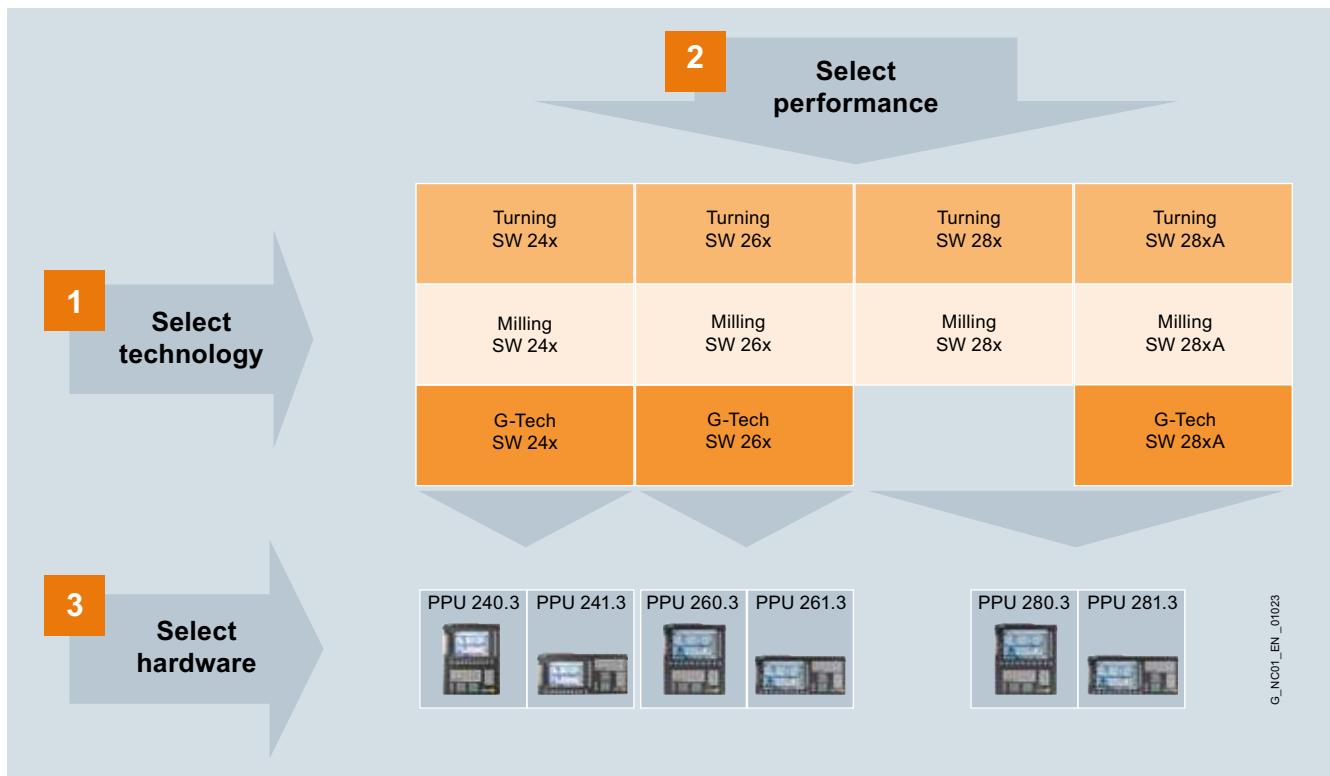 2
Select
performance
Turning
SW 24x
Turning
SW 26x
Turning
SW 28x
Turning
SW 28xA
1
Select
technology
Milling
SW 24x
Milling
SW 26x
Milling
SW 28x
Milling
SW 28xA
G-Tech
SW 24x
G-Tech
SW 26x
G-Tech
SW 28xA
3
Select
hardware
PPU 240.3
PPU 241.3
PPU 260.3
PPU 261.3
PPU 280.3
PPU 281.3
G_NC01_EN _01023